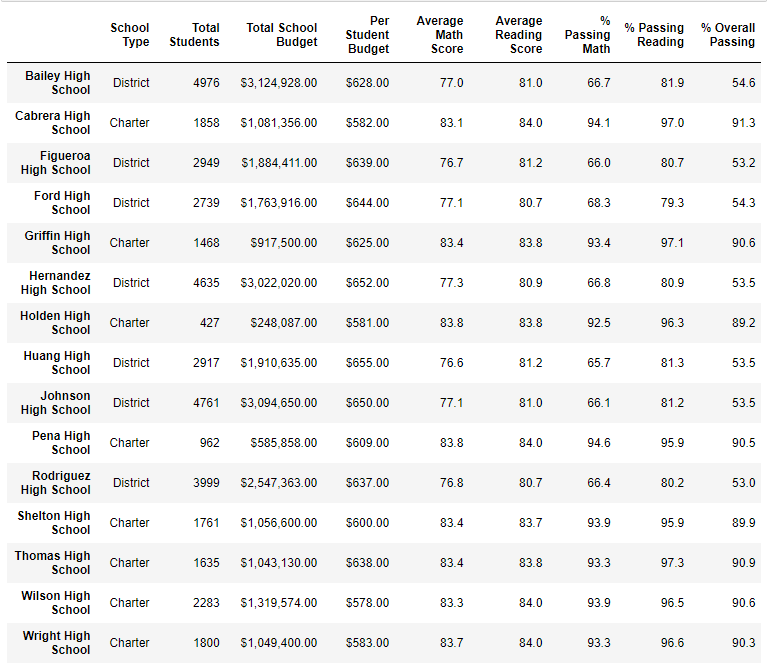 School Type Total Students Total School Budget Per Student Budget Average Math Score Average Reading Score % Passing Math % Passing Reading % Overall Passing
Bailey High School District 4976 $3,124,928.00 $628.00 77.0 81.0 66.7 81.9 54.6
Cabrera High School Charter 1858 $1,081,356.00 $582.00 83.1 84.0 94.1 97.0 91.3
Figueroa High School District 2949 $1,884,411.00 $639.00 76.7 81.2 66.0 80.7 53.2
Ford High School District 2739 $1,763,916.00 $644.00 77.1 80.7 68.3 79.3 54.3
Griffin High School Charter 1468 $917,500.00 $625.00 83.4 83.8 93.4 97.1 90.6
Hernandez High School District 4635 $3,022,020.00 $652.00 77.3 80.9 66.8 80.9 53.5
Holden High School Charter 427 $248,087.00 $581.00 83.8 83.8 92.5 96.3 89.2
Huang High School District 2917 $1,910,635.00 $655.00 76.6 81.2 65.7 81.3 53.5
Johnson High School District 4761 $3,094,650.00 $650.00 77.1 81.0 66.1 81.2 53.5
Pena High School Charter 962 $585,858.00 $609.00 83.8 84.0 94.6 95.9 90.5
Rodriguez High School District 3999 $2,547,363.00 $637.00 76.8 80.7 66.4 80.2 53.0
Shelton High School Charter 1761 $1,056,600.00 $600.00 83.4 83.7 93.9 95.9 89.9
Thomas High School Charter 1635 $1,043,130.00 $638.00 83.4 83.8 93.3 97.3 90.9
Wilson High School Charter 2283 $1,319,574.00 $578.00 83.3 84.0 93.9 96.5 90.6
Wright High School Charter 1800 $1,049,400.00 $583.00 83.7 84.0 93.3 96.6 90.3